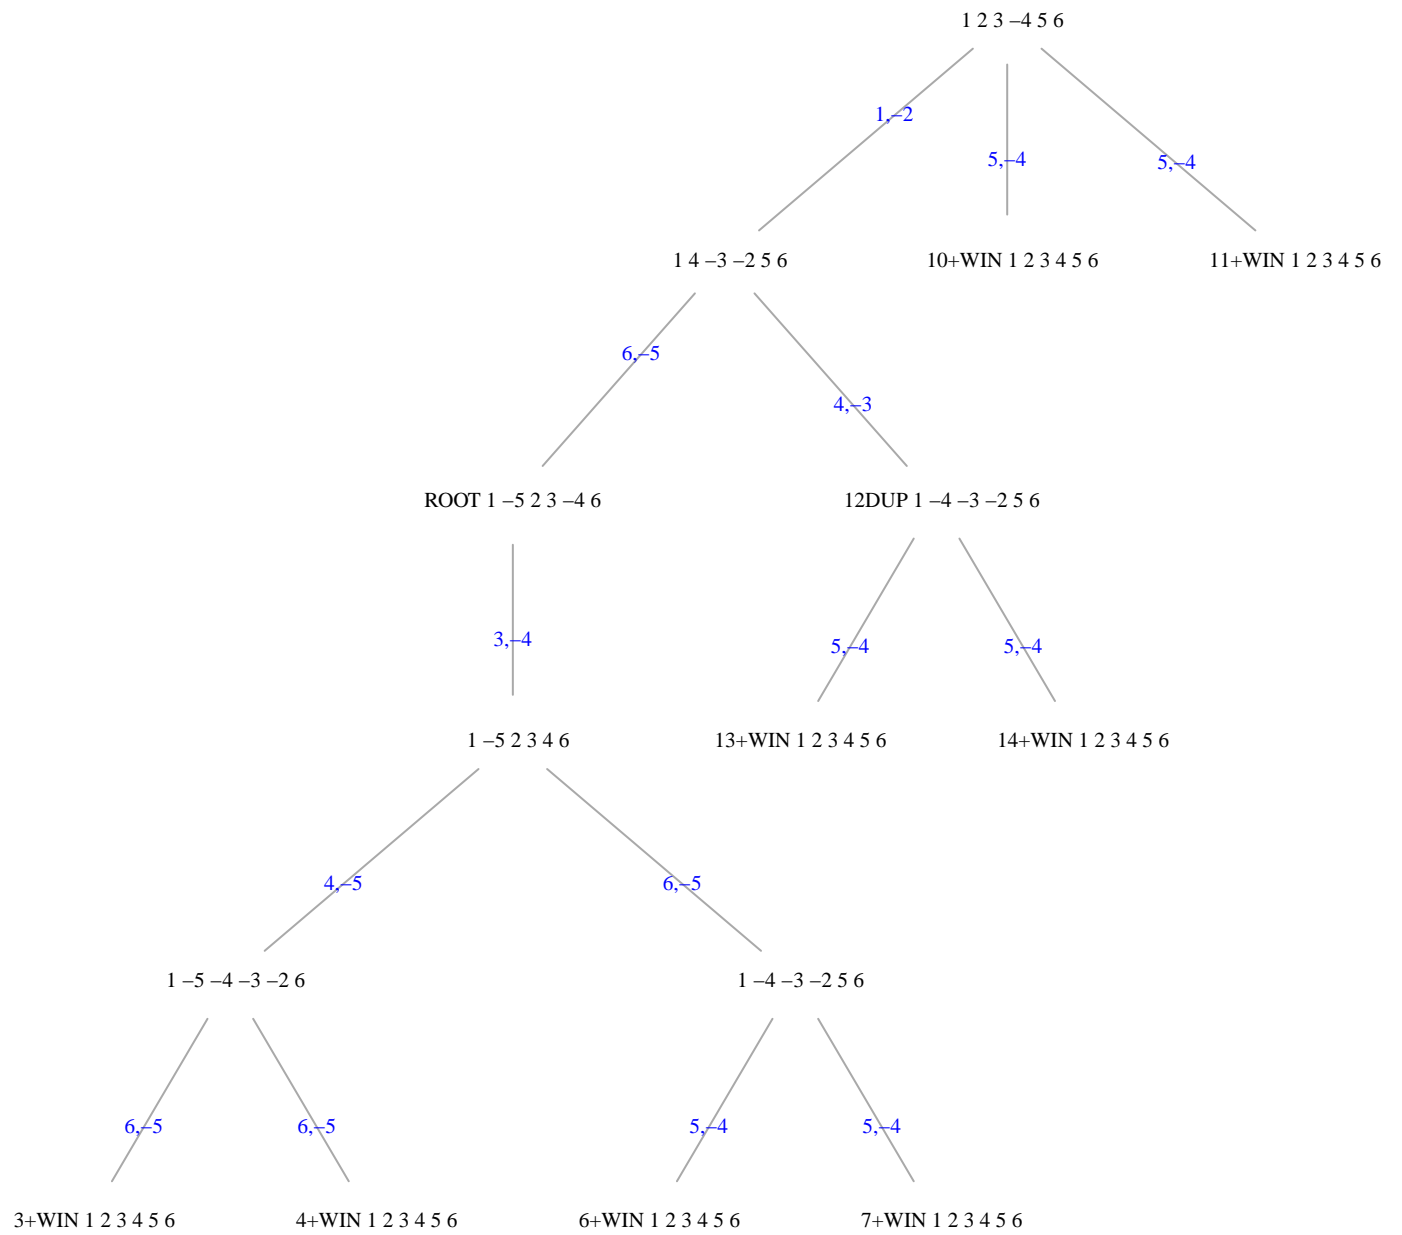 1 2 3 –4 5 6
1,–2
5,–4
5,–4
1 4 –3 –2 5 6
10+WIN 1 2 3 4 5 6
11+WIN 1 2 3 4 5 6
6,–5
4,–3
ROOT 1 –5 2 3 –4 6
12DUP 1 –4 –3 –2 5 6
3,–4
5,–4
5,–4
1 –5 2 3 4 6
13+WIN 1 2 3 4 5 6
14+WIN 1 2 3 4 5 6
4,–5
6,–5
1 –5 –4 –3 –2 6
1 –4 –3 –2 5 6
6,–5
6,–5
5,–4
5,–4
3+WIN 1 2 3 4 5 6
4+WIN 1 2 3 4 5 6
6+WIN 1 2 3 4 5 6
7+WIN 1 2 3 4 5 6